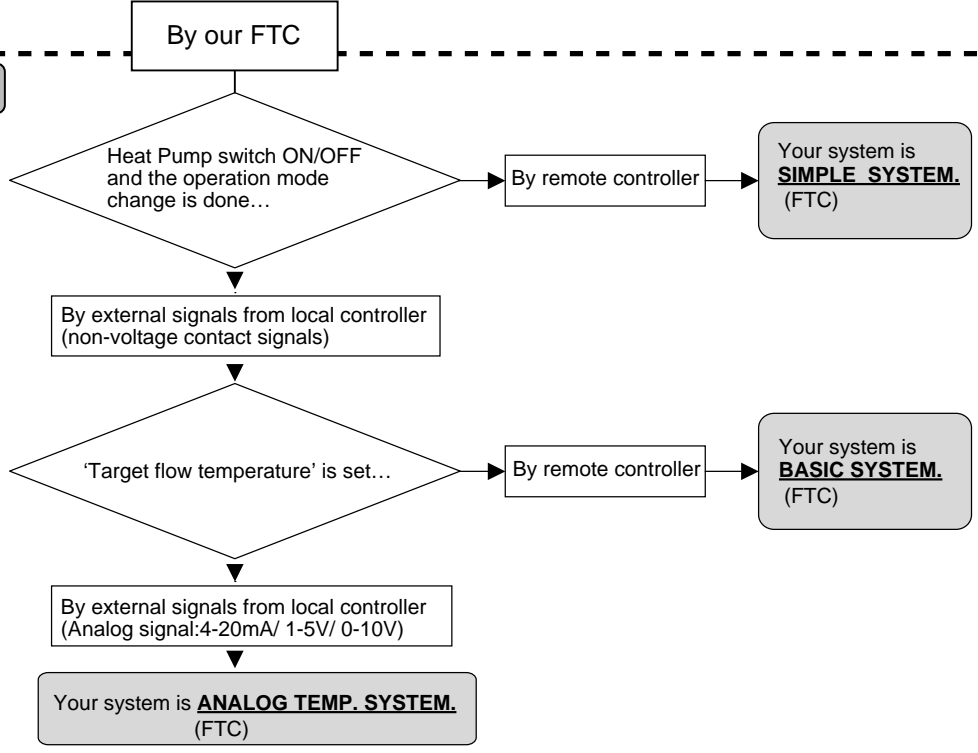 By our FTC
Heat Pump switch ON/OFF
and the operation mode
change is done…
By remote controller
Your system is
SIMPLE SYSTEM.
(FTC)
By external signals from local controller
(non-voltage contact signals)
‘Target flow temperature’ is set…
By remote controller
Your system is
BASIC SYSTEM.
(FTC)
By external signals from local controller
(Analog signal:4-20mA/ 1-5V/ 0-10V)
Your system is ANALOG TEMP. SYSTEM.
(FTC)